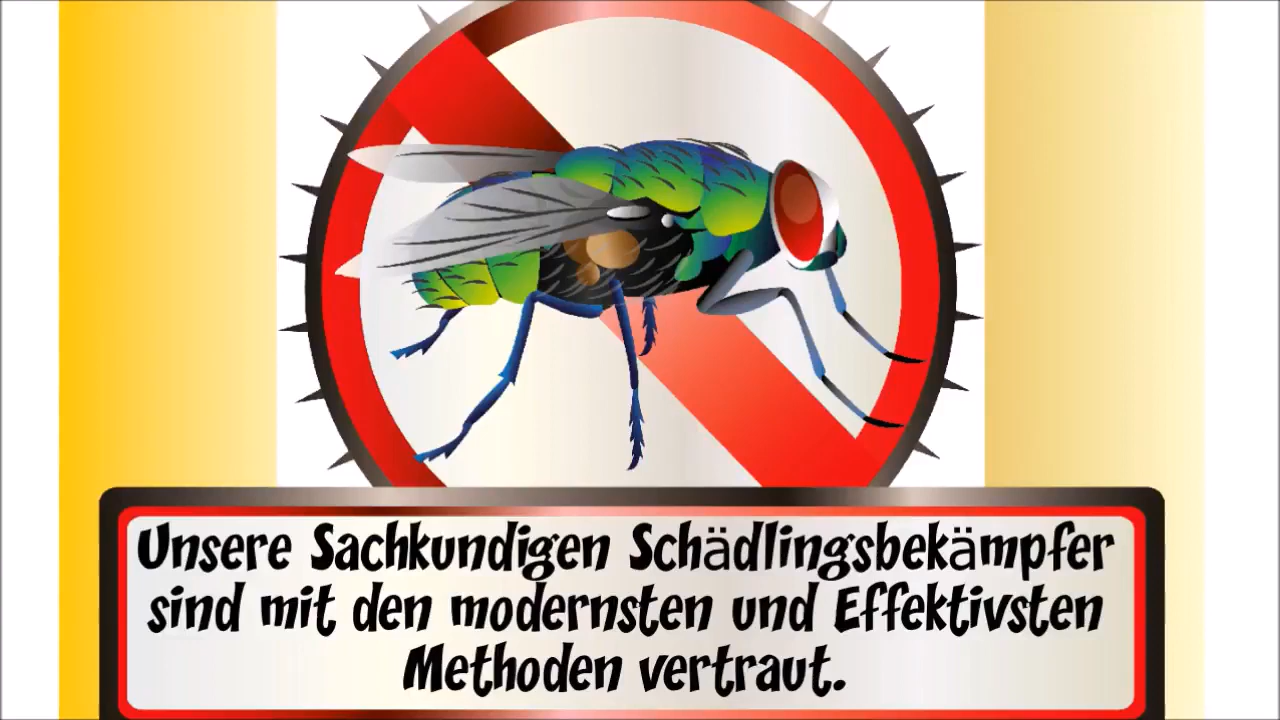 Unsere Sachkundigen Schädlingsbekämpfer
sind mit den modernsten und Effektivsten
Methoden vertraut.